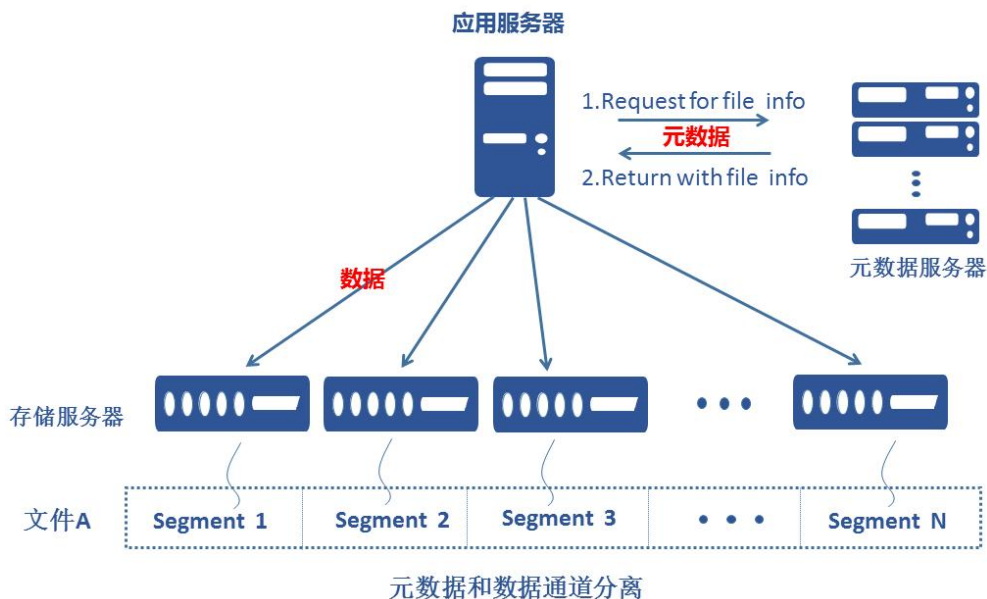 应用服务器
1.Request for file info
元数据
2.Return with file info
元数据服务器
数据
存储服务器
文件A
Segment 1
Segment 2
Segment 3
Segment N
元数据和数据通道分离